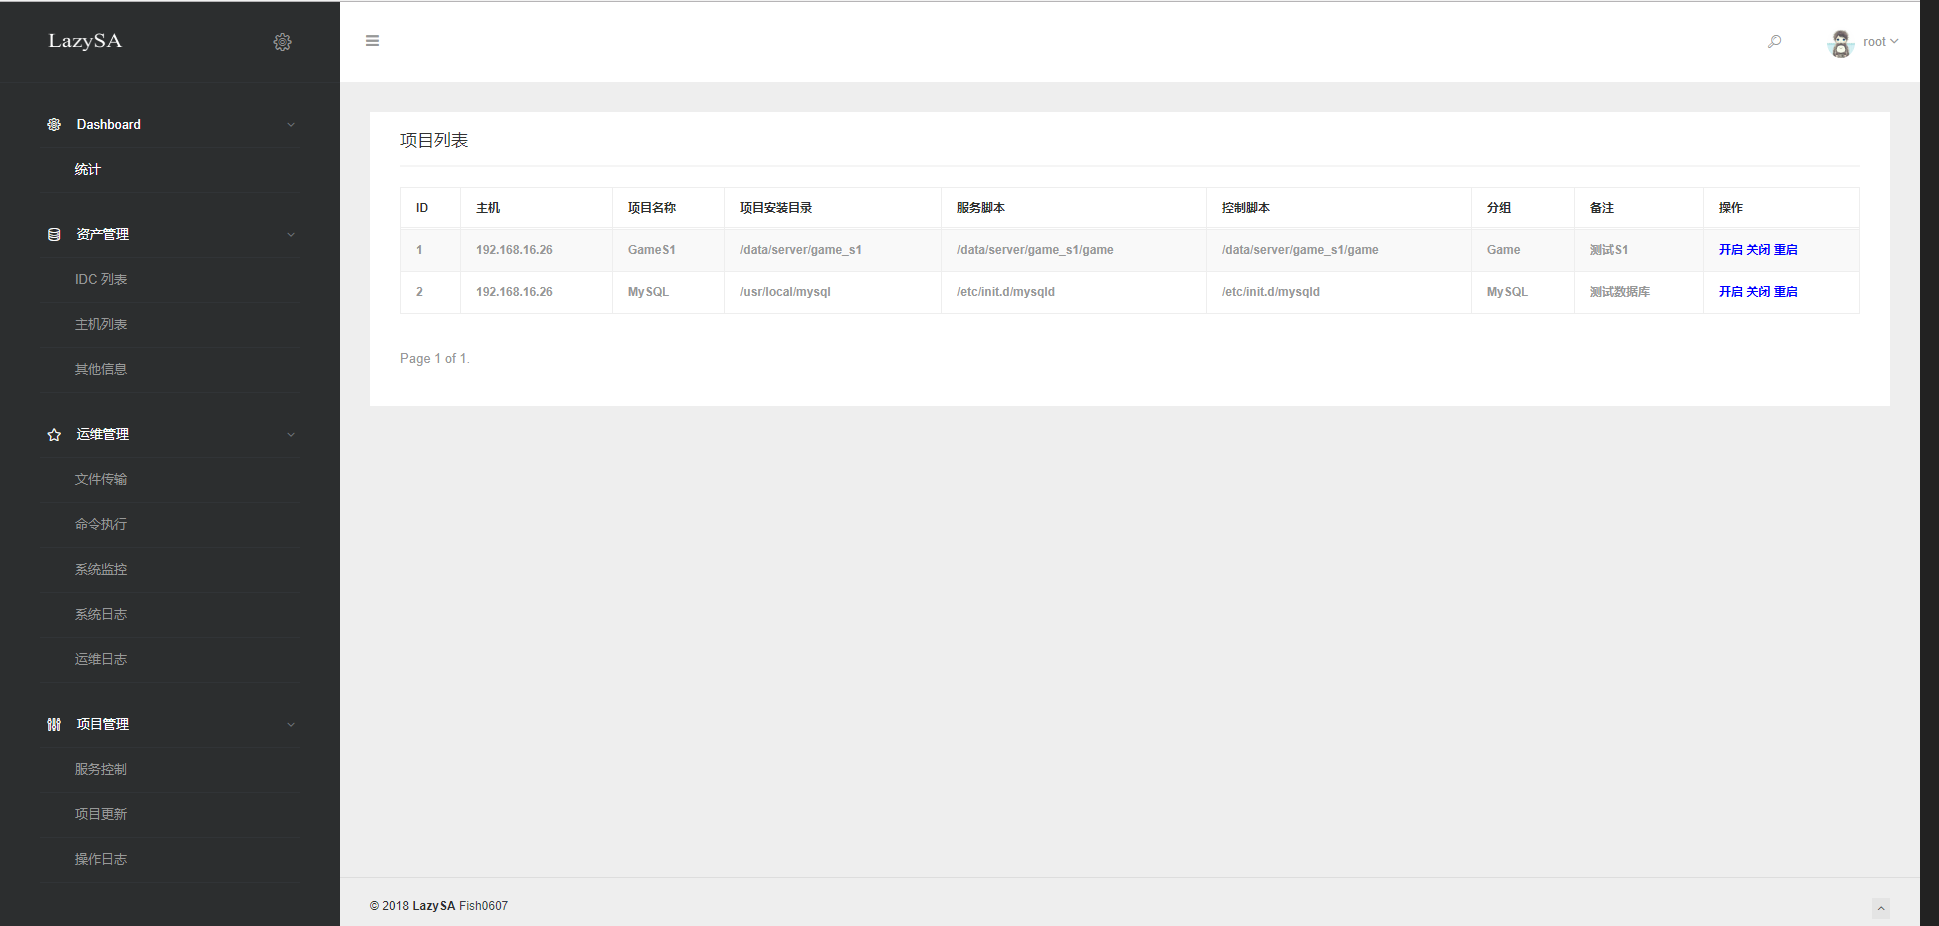 LazySA
root
Dashboard
统计
资产管理
IDC 列表
主机列表
其他信息
运维管理
文件传输
命令执行
系统监控
系统日志
运维日志
项目管理
服务控制
项目更新
操作日志
项目列表
ID 主机 项目名称 项目安装目录 服务脚本 控制脚本 分组 备注 操作
1 192.168.16.26 GameS1 /data/server/game_s1 /data/server/game_s1/game /data/server/game_s1/game Game 测试S1 开启 关闭 重启
2 192.168.16.26 MySQL /usr/local/mysql /etc/init.d/mysqld /etc/init.d/mysqld MySQL 测试数据库 开启 关闭 重启
Page 1 of 1.
© 2018 LazySA Fish0607